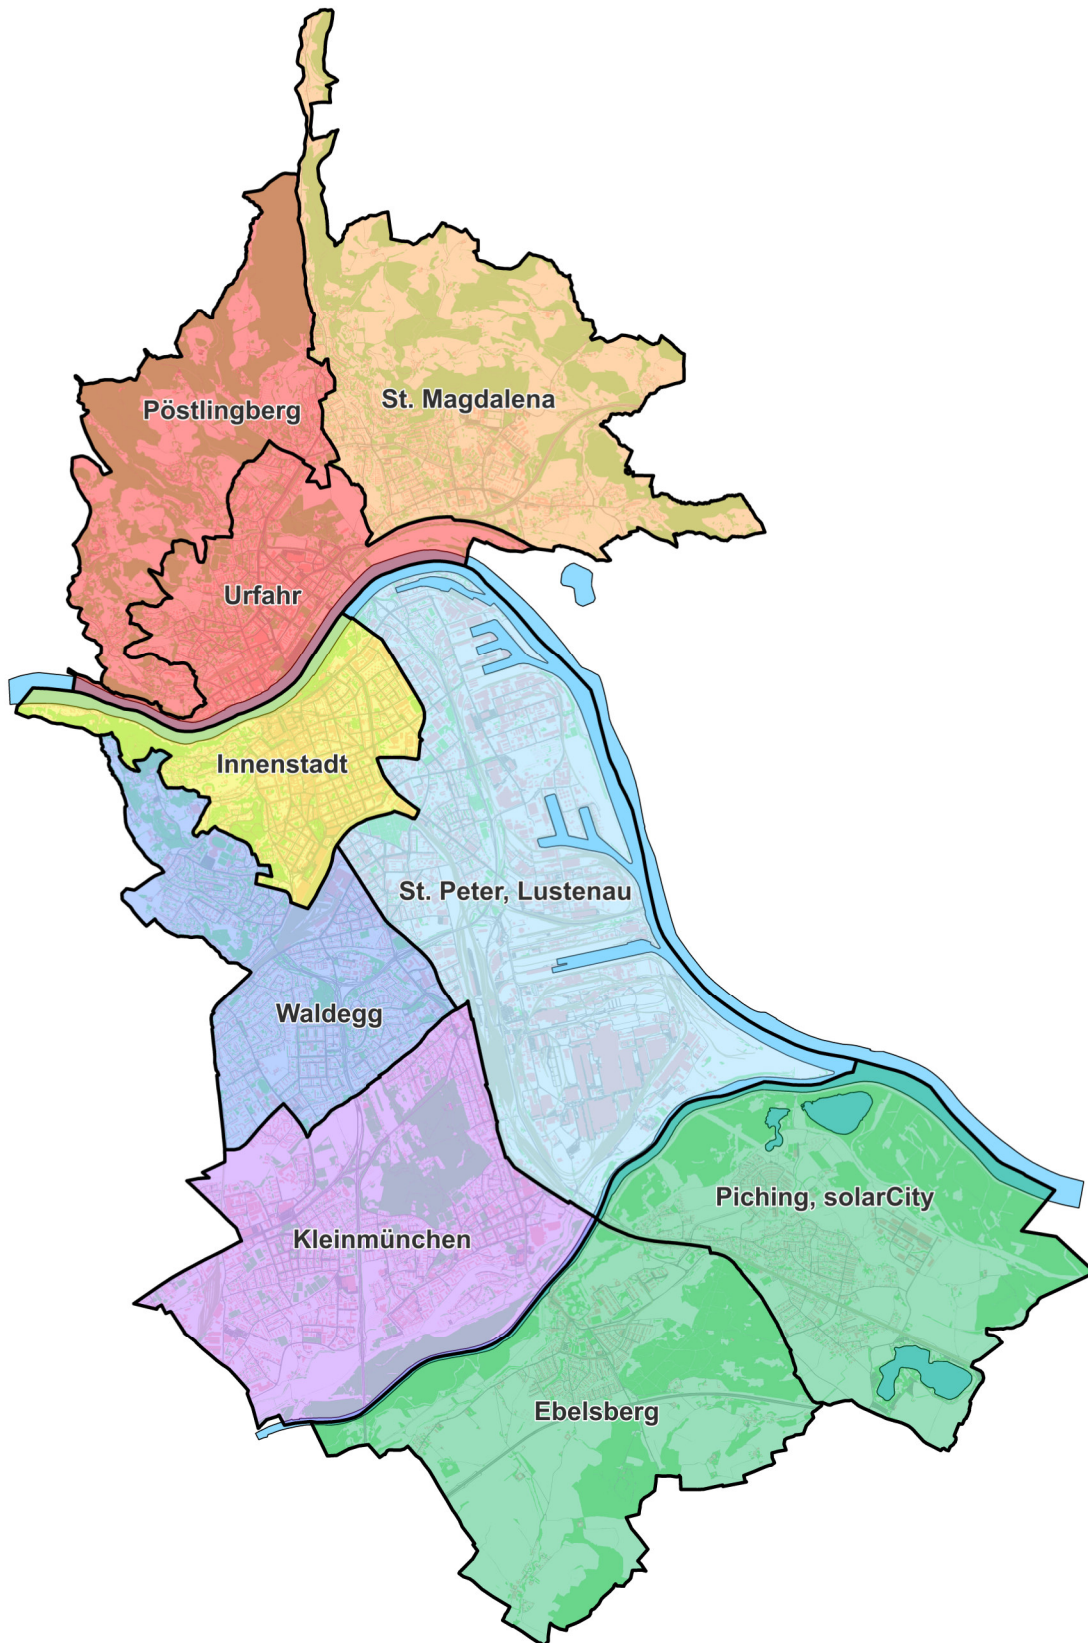 St. Magdalena
Pöstlingberg
Urfahr
Innenstadt
St. Peter, Lustenau
Waldegg
Piching, solarCity
Kleinmünchen
Ebelsberg